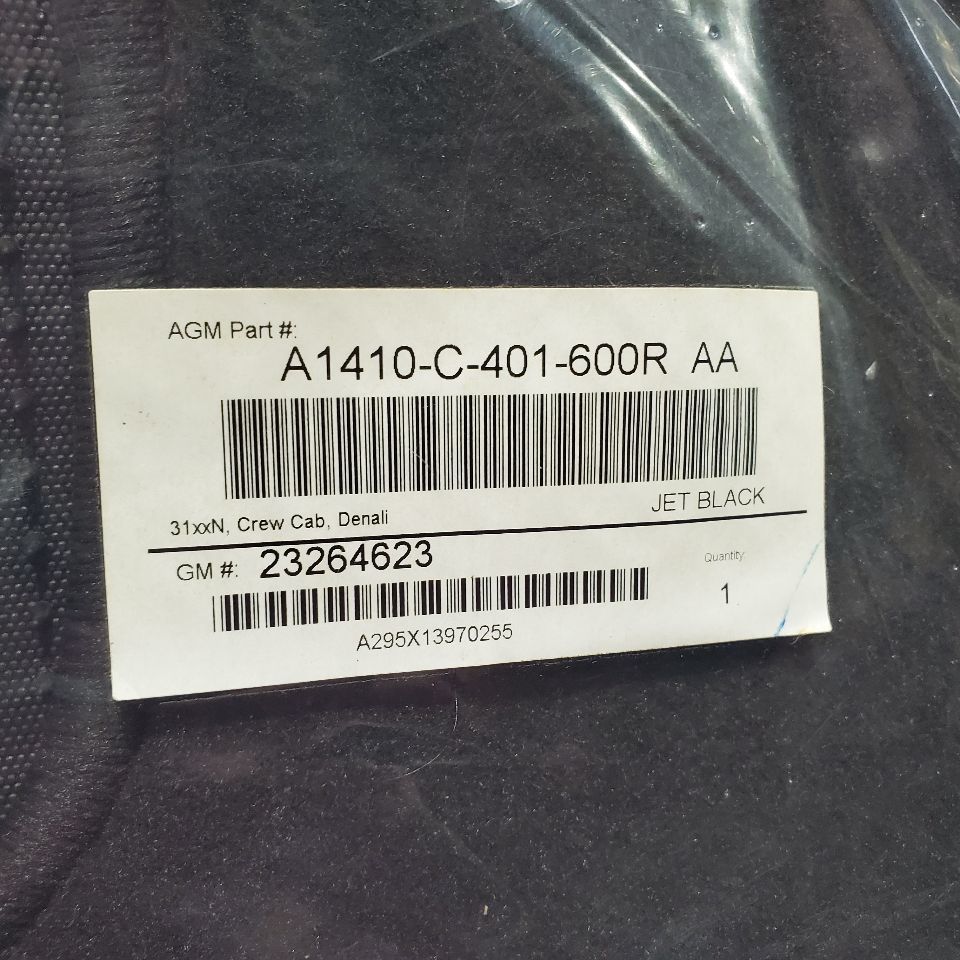 AGM Part #:
A1410-C-401-600R AA
31xxN, Crew Cab, Denali
JET BLACK
GM #: 23264623
Quantity:
1
A295X13970255